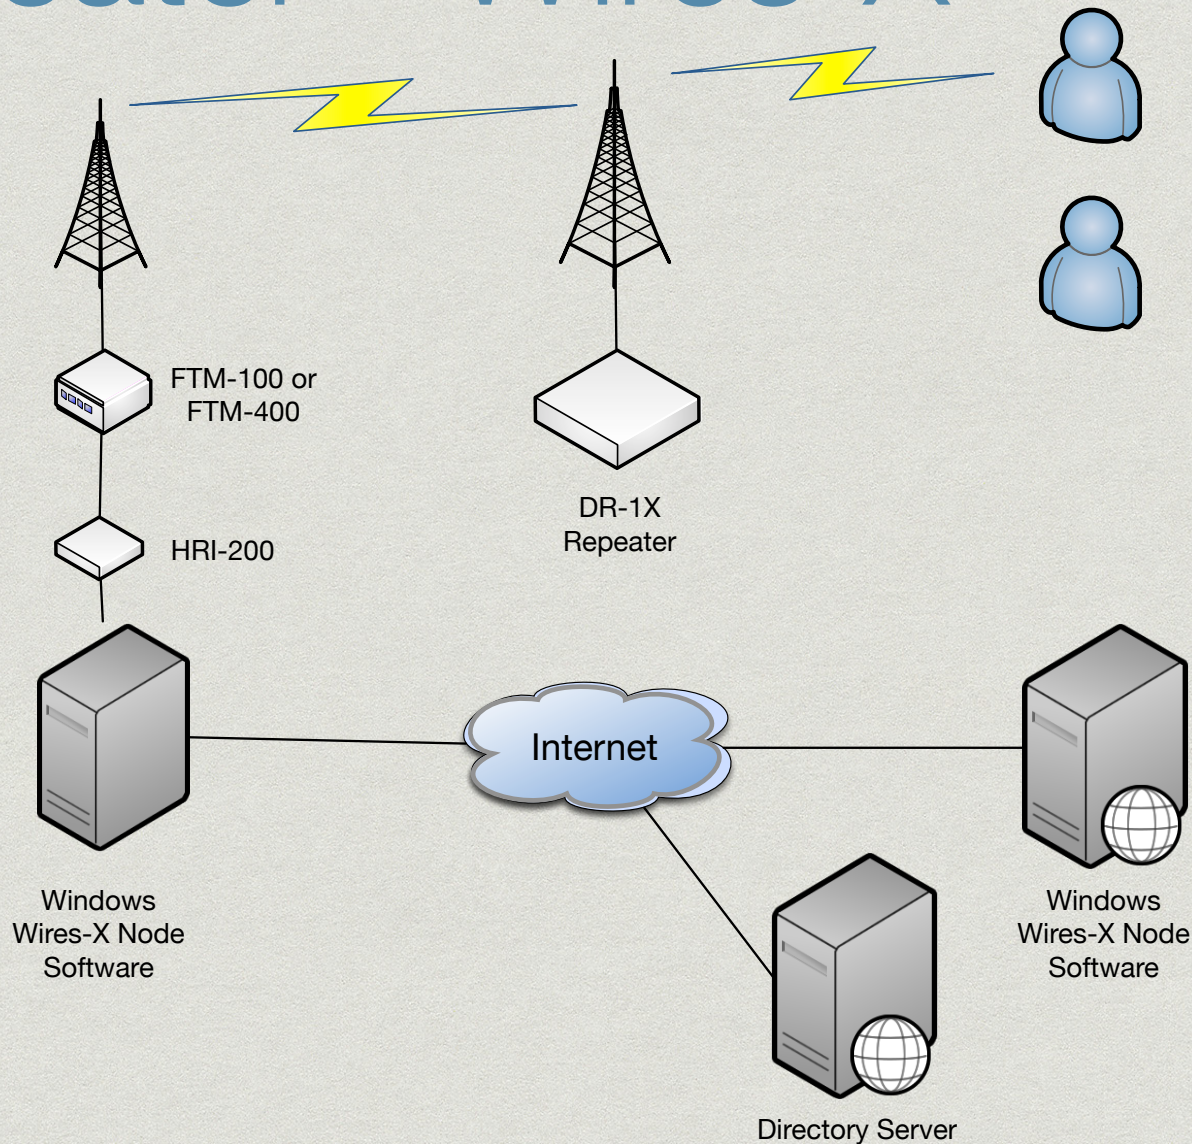 Wires-X
FTM-100 or
FTM-400
DR-1X
Repeater
HRI-200
Internet
Windows
Wires-X Node
Software
Windows
Wires-X Node
Software
Directory Server